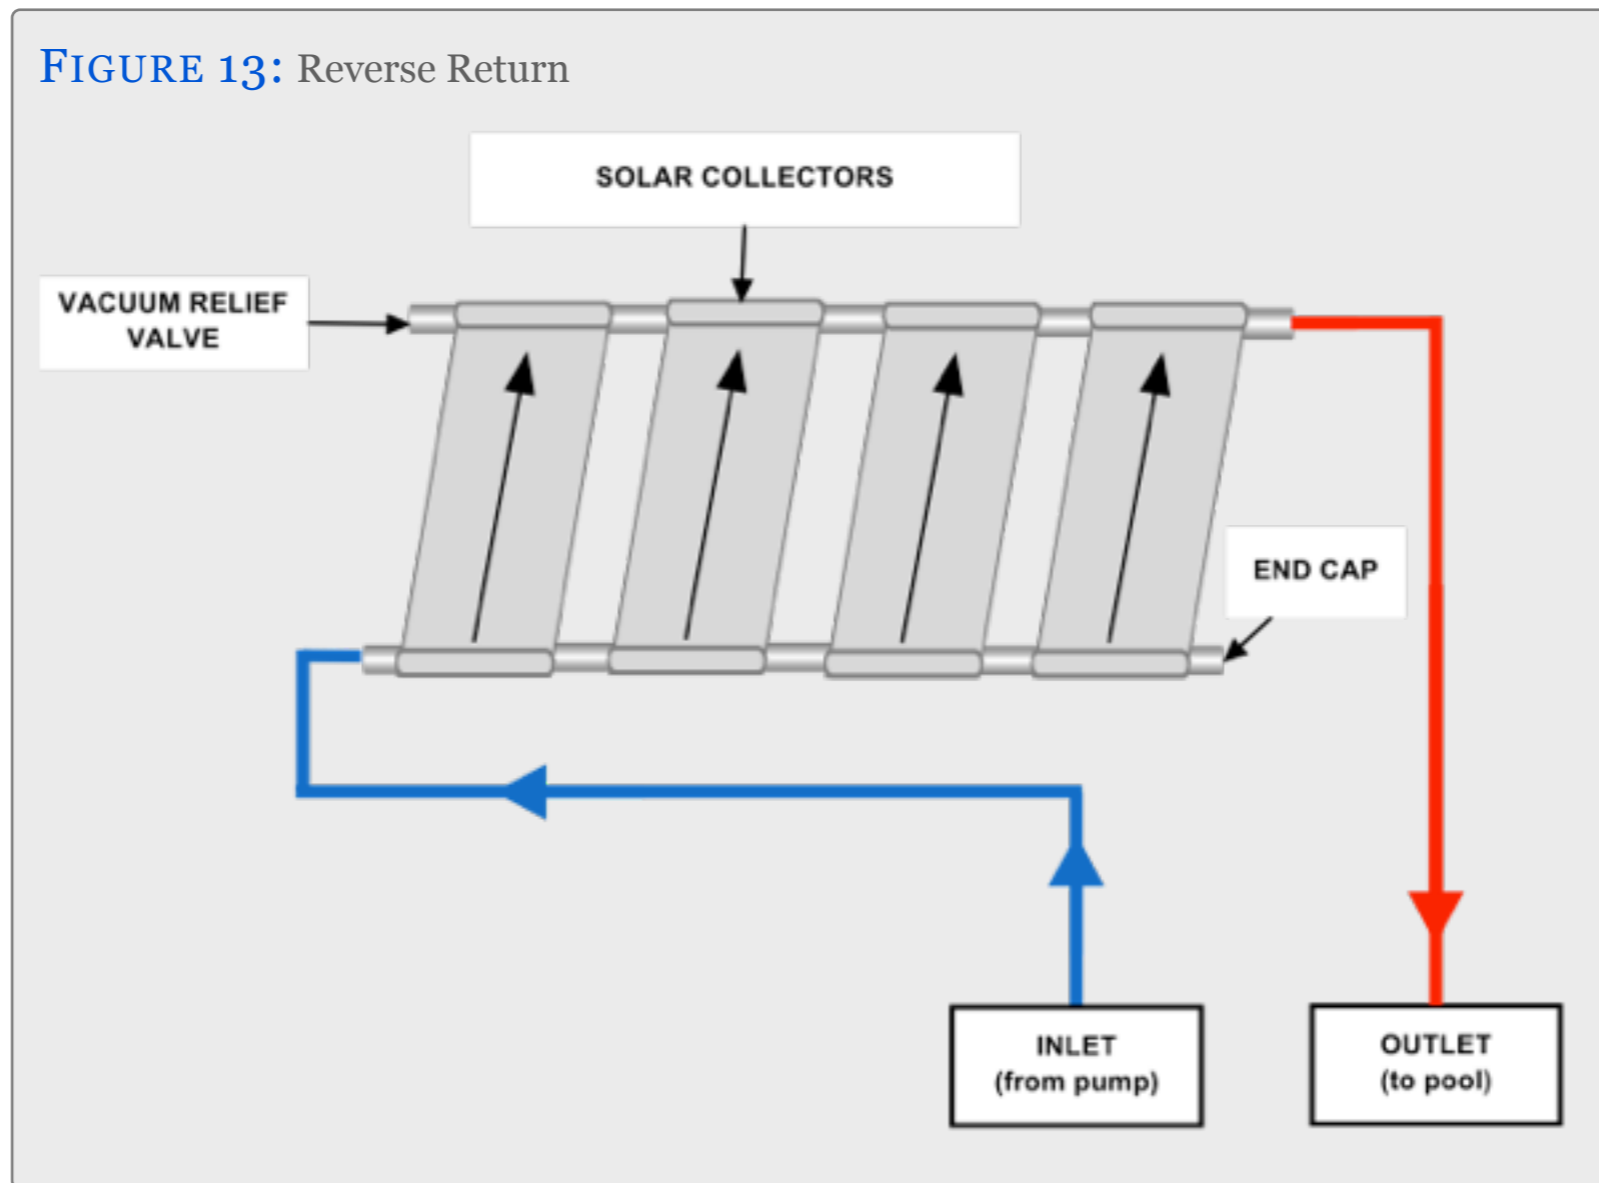 FIGURE 13: Reverse Return
SOLAR COLLECTORS
VACUUM RELIEF
VALVE
END CAP
INLET
(from pump)
OUTLET
(to pool)